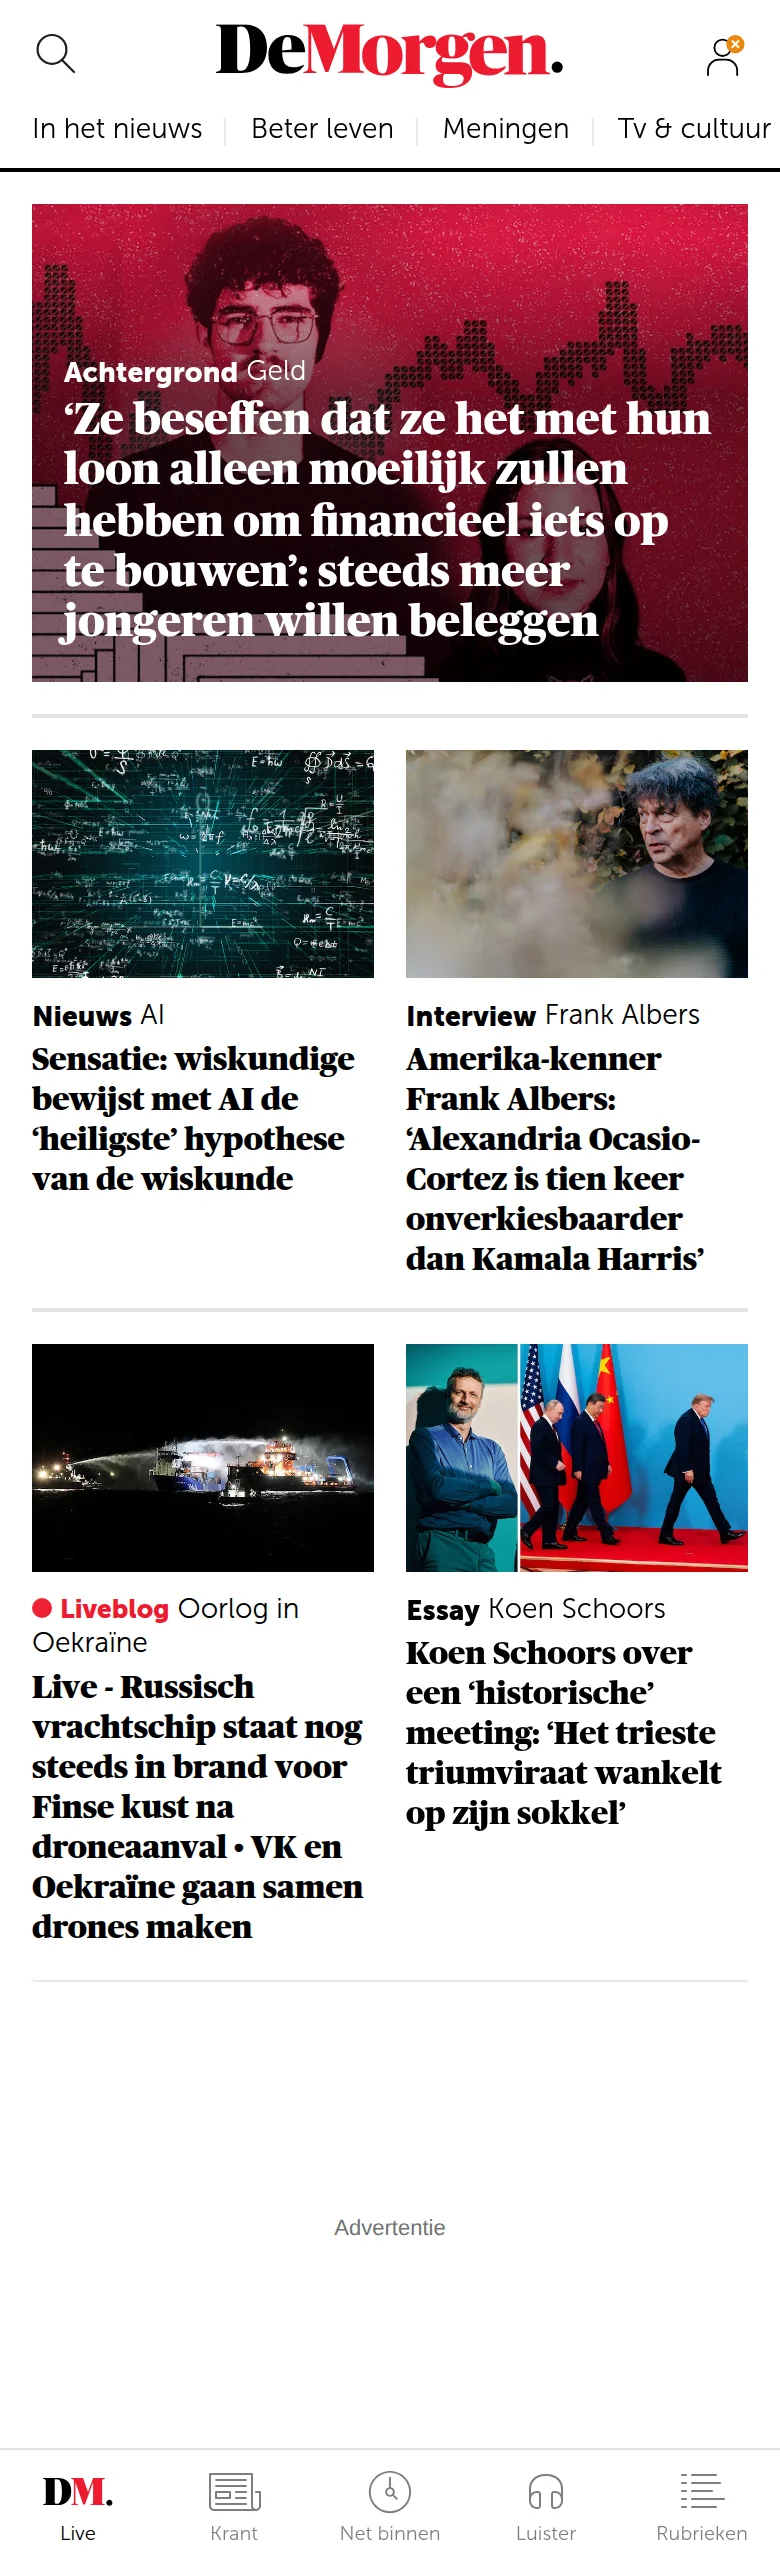 DeMorgen.
In het nieuws
Beter leven
Meningen
Tv & cultuur
Achtergrond Geld
‘Ze beseffen dat ze het met hun
loon alleen moeilijk zullen
hebben om financieel iets op
te bouwen’: steeds meer
jongeren willen beleggen
Nieuws AI
Sensatie: wiskundige
bewijst met AI de
‘heiligste’ hypothese
van de wiskunde
Interview Frank Albers
Amerika-kenner
Frank Albers:
‘Alexandria Ocasio-
Cortez is tien keer
onverkiesbaarder
dan Kamala Harris’
Liveblog Oorlog in
Oekraïne
Live - Russisch
vrachtschip staat nog
steeds in brand voor
Finse kust na
droneaanval • VK en
Oekraïne gaan samen
drones maken
Essay Koen Schoors
Koen Schoors over
een ‘historische’
meeting: ‘Het trieste
triumviraat wankelt
op zijn sokkel’
Advertentie
DM.
Live
Krant
Net binnen
Luister
Rubrieken